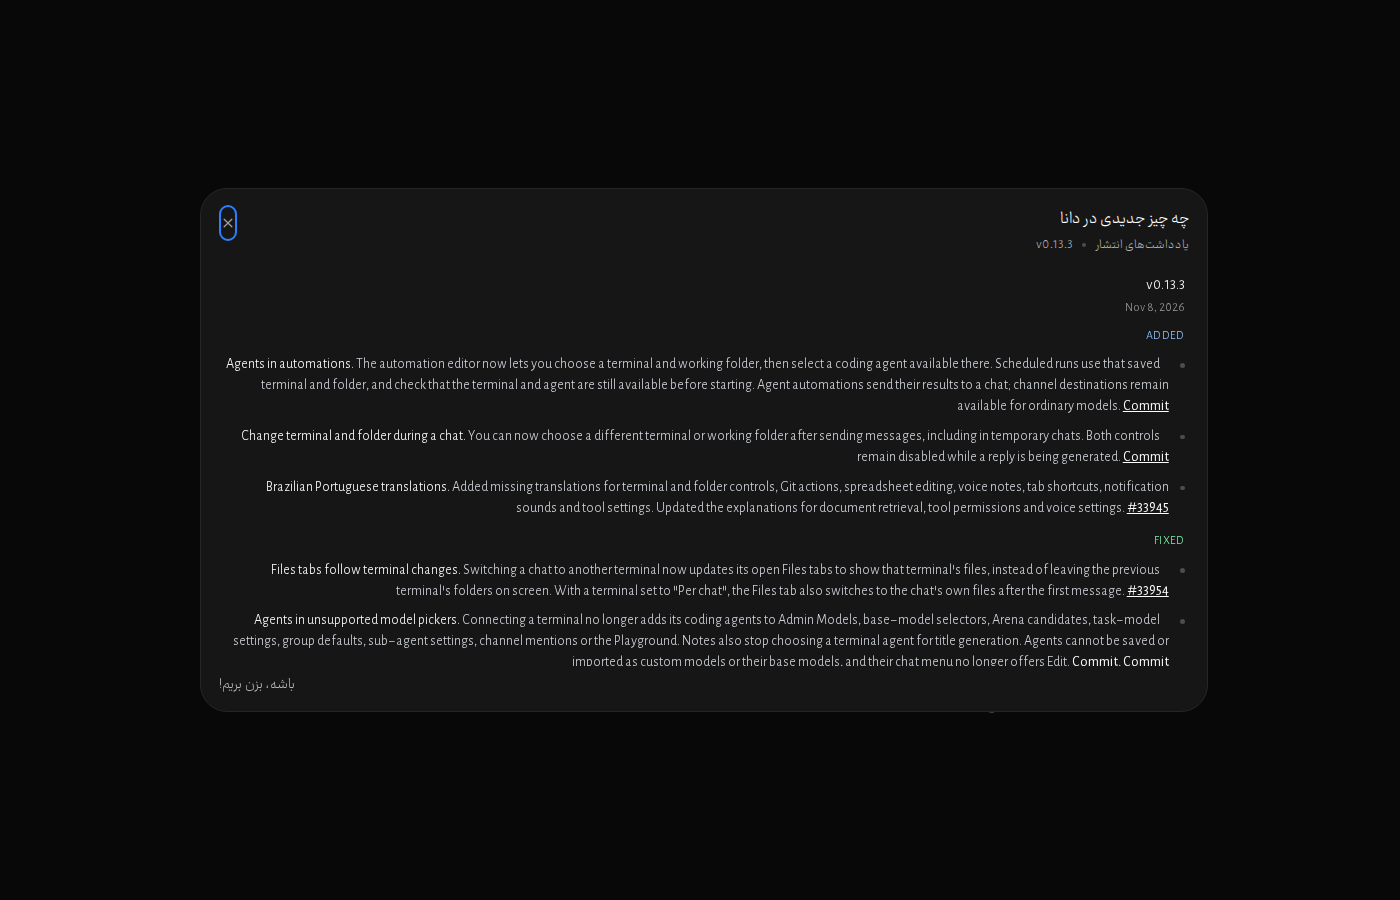 چه چیز جدیدی در دانا
یادداشت‌های انتشار • v0.13.3
v0.13.3
Nov 8, 2026
ADDED
Agents in automations. The automation editor now lets you choose a terminal and working folder, then select a coding agent available there. Scheduled runs use that saved
terminal and folder, and check that the terminal and agent are still available before starting. Agent automations send their results to a chat; channel destinations remain
available for ordinary models. Commit
Change terminal and folder during a chat. You can now choose a different terminal or working folder after sending messages, including in temporary chats. Both controls
remain disabled while a reply is being generated. Commit
Brazilian Portuguese translations. Added missing translations for terminal and folder controls, Git actions, spreadsheet editing, voice notes, tab shortcuts, notification
sounds and tool settings. Updated the explanations for document retrieval, tool permissions and voice settings. #33945
FIXED
Files tabs follow terminal changes. Switching a chat to another terminal now updates its open Files tabs to show that terminal's files, instead of leaving the previous
terminal's folders on screen. With a terminal set to "Per chat", the Files tab also switches to the chat's own files after the first message. #33954
Agents in unsupported model pickers. Connecting a terminal no longer adds its coding agents to Admin Models, base-model selectors, Arena candidates, task-model
settings, group defaults, sub-agent settings, channel mentions or the Playground. Notes also stop choosing a terminal agent for title generation. Agents cannot be saved or
imported as custom models or their base models, and their chat menu no longer offers Edit. Commit, Commit
باشه، بزن بریم!